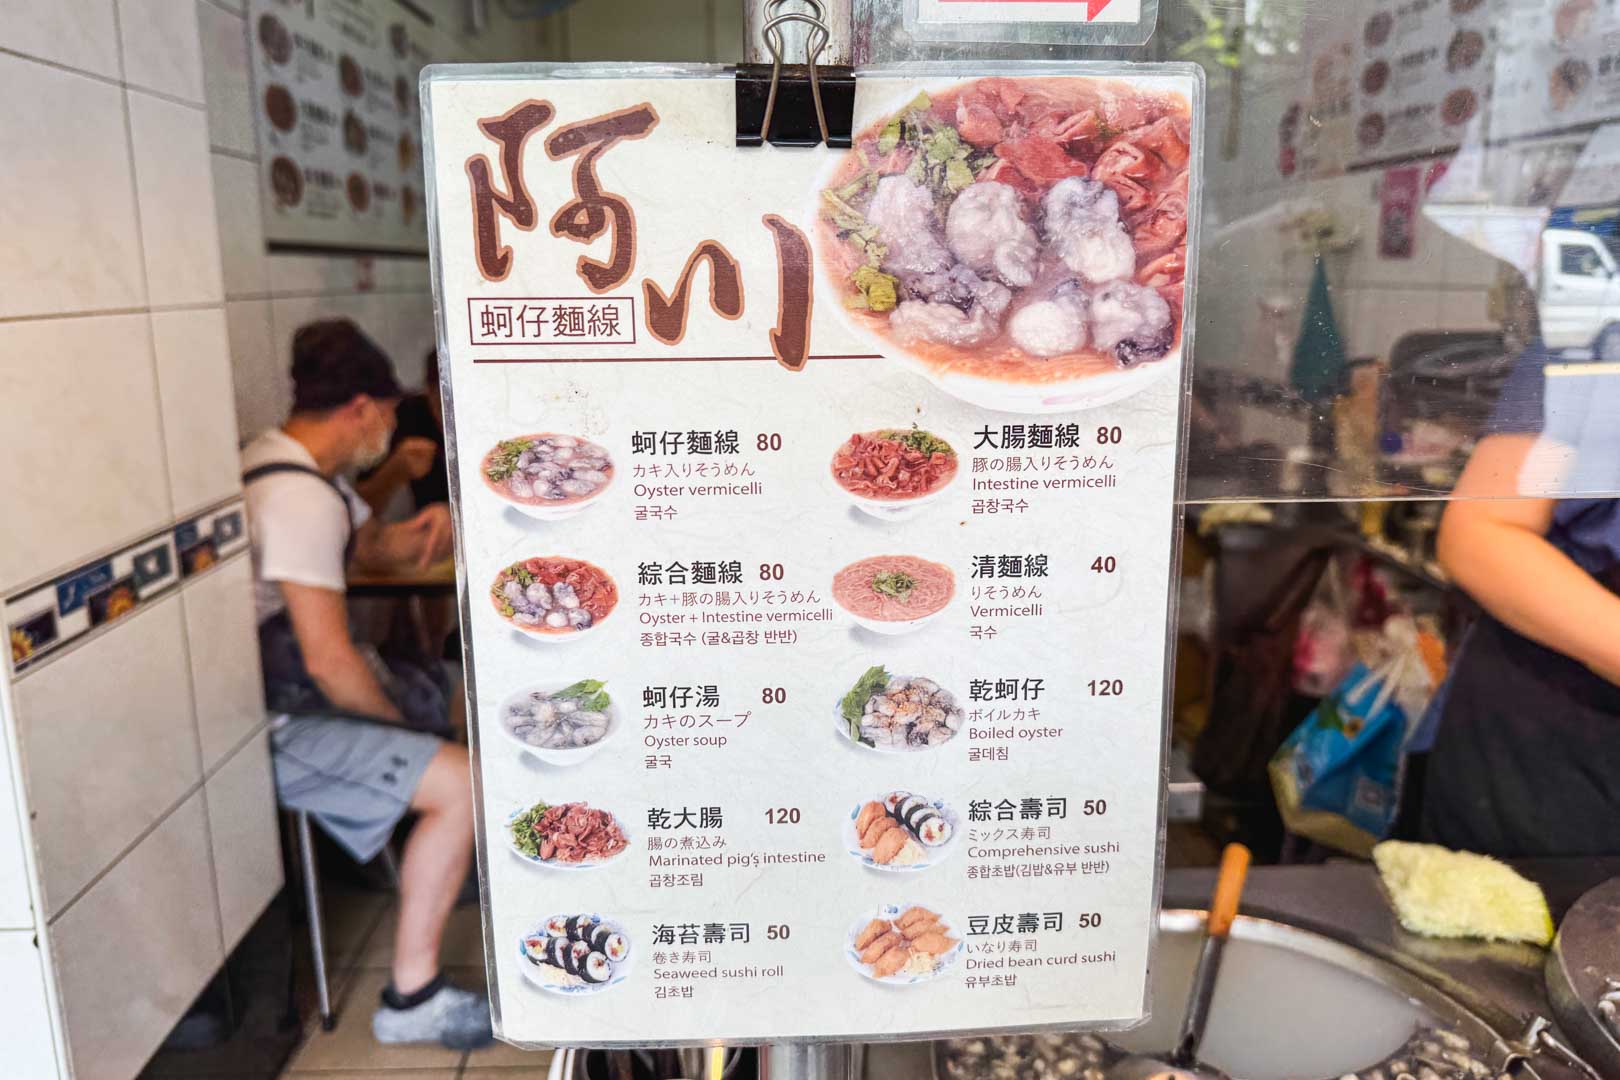 阿川
蚵仔麵線
蚵仔麵線 80
カキ入りそうめん
Oyster vermicelli
굴국수
大腸麵線 80
豚の腸入りそうめん
Intestine vermicelli
곱창국수
綜合麵線 80
カキ+豚の腸入りそうめん
Oyster + Intestine vermicelli
종합국수 (굴&곱창 반반)
清麵線 40
りそうめん
Vermicelli
국수
蚵仔湯 80
カキのスープ
Oyster soup
굴국
乾蚵仔 120
ボイルカキ
Boiled oyster
굴데침
乾大腸 120
腸の煮込み
Marinated pig's intestine
곱창조림
綜合壽司 50
ミックス寿司
Comprehensive sushi
종합초밥(김밥&유부 반반)
海苔壽司 50
巻き寿司
Seaweed sushi roll
김초밥
豆皮壽司 50
いなり寿司
Dried bean curd sushi
유부초밥